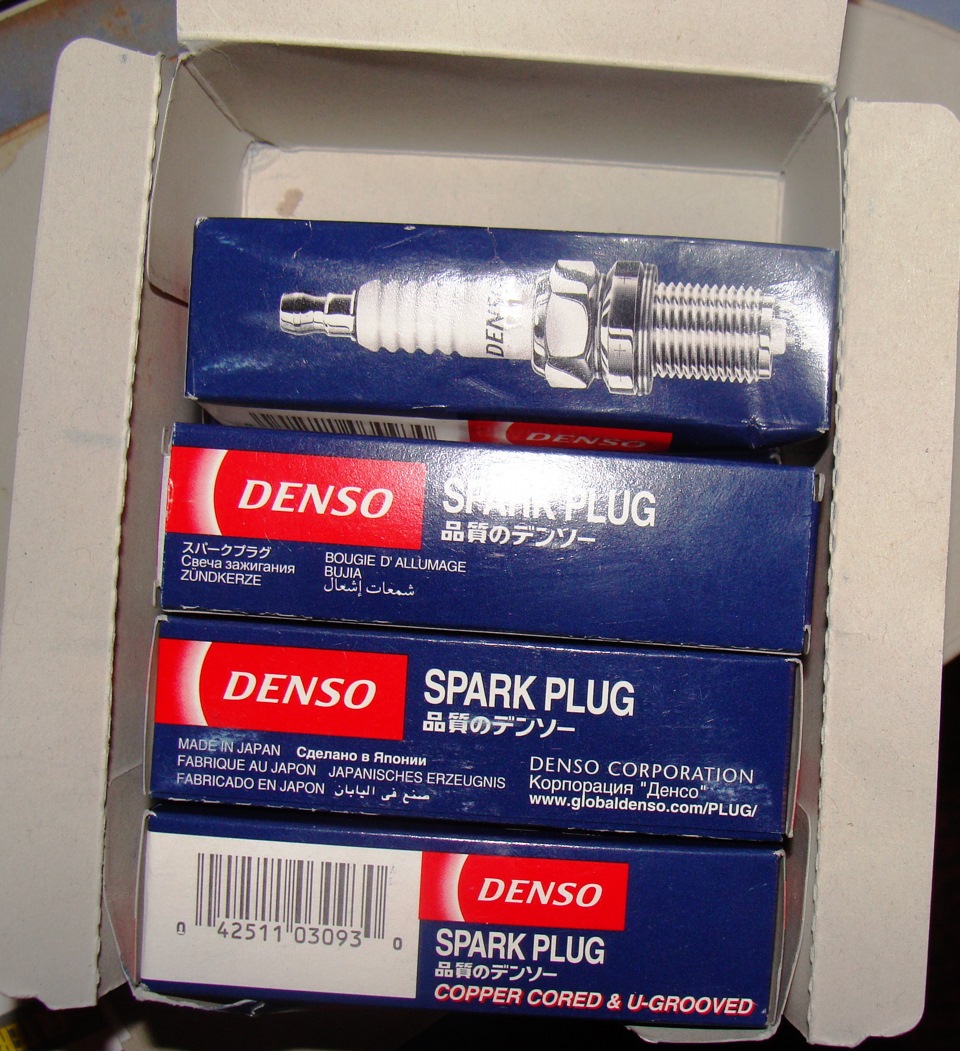 DENSO
DENSO
DENSO
SPARK PLUG
品質のデンソー
スパークプラグ
Свеча зажигания
ZÜNDKERZE
BOUGIE D' ALLUMAGE
BUJIA
شمعات إشعال
DENSO
SPARK PLUG
品質のデンソー
MADE IN JAPAN Сделано в Японии
FABRIQUE AU JAPON JAPANISCHES ERZEUGNIS
FABRICADO EN JAPON صنع في اليابان
DENSO CORPORATION
Корпорация "Денсо"
www.globaldenso.com/PLUG/
0 42511 03093 0
DENSO
SPARK PLUG
品質のデンソー
COPPER CORED & U-GROOVED